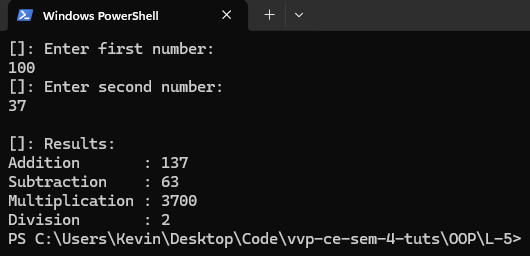 Windows PowerShell
[]: Enter first number:
100
[]: Enter second number:
37
[]: Results:
Addition       : 137
Subtraction    : 63
Multiplication : 3700
Division       : 2
PS C:\Users\Kevin\Desktop\Code\vvp-ce-sem-4-tuts\OOP\L-5>